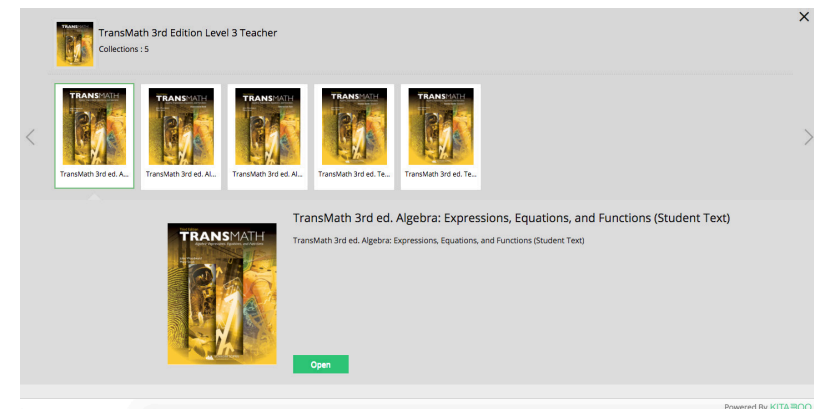 TransMath 3rd Edition Level 3 Teacher
Collections : 5
TRANSMATH
TRANSMATH
TRANSMATH
TRANSMATH
TRANSMATH
TransMath 3rd ed. A...
TransMath 3rd ed. Al...
TransMath 3rd ed. Al...
TransMath 3rd ed. Te...
TransMath 3rd ed. Te...
TransMath 3rd ed. Algebra: Expressions, Equations, and Functions (Student Text)
TransMath 3rd ed. Algebra: Expressions, Equations, and Functions (Student Text)
TRANSMATH
Open
Powered By KITABOO